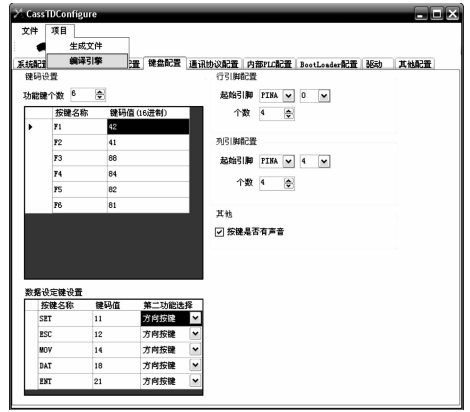 CassTDConfigure
文件 项目
生成文件
编译引擎
系统配 置 键盘配置 通讯协议配置 内部PLC配置 BootLoader配置 驱动 其他配置
键码设置
功能键个数 6
按键名称 键码值(16进制)
F1 42
F2 41
F3 88
F4 84
F5 82
F6 81
行引脚配置
起始引脚 PINA 0
个数 4
列引脚配置
起始引脚 PINA 4
个数 4
其他
按键是否有声音
数据设定键设置
按键名称 键码值 第二功能选择
SET 11 方向按键
ESC 12 方向按键
MOV 14 方向按键
DAT 18 方向按键
ENT 21 方向按键